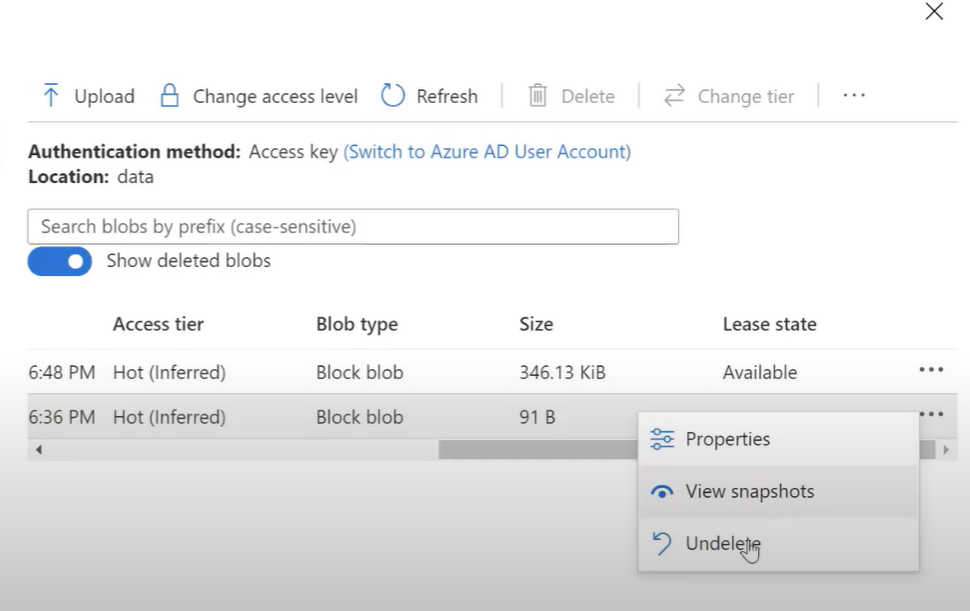 Upload Change access level Refresh Delete Change tier ...
Authentication method: Access key (Switch to Azure AD User Account)
Location: data
Search blobs by prefix (case-sensitive)
Show deleted blobs
Access tier Blob type Size Lease state
6:48 PM Hot (Inferred) Block blob 346.13 KiB Available ...
6:36 PM Hot (Inferred) Block blob 91 B ...
Properties
View snapshots
Undelete